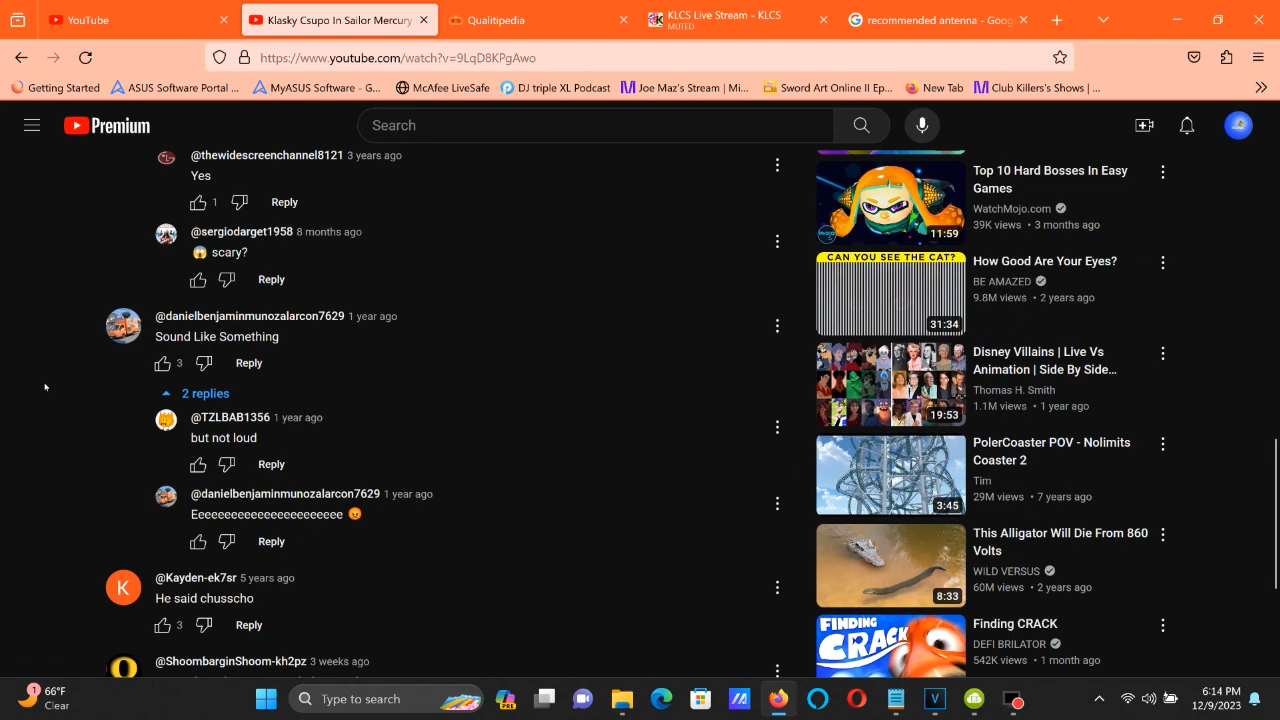 YouTube
Klasky Csupo In Sailor Mercury
Qualitipedia
KLCS Live Stream - KLCS
MUTED
recommended antenna - Goog
https://www.youtube.com/watch?v=9LqD8KPgAwo
Getting Started
ASUS Software Portal ...
MyASUS Software - G...
McAfee LiveSafe
DJ triple XL Podcast
Joe Maz's Stream | Mi...
Sword Art Online II Ep...
New Tab
Club Killers's Shows | ...
Premium
Search
@thewidescreenchannel8121 3 years ago
Yes
1 Reply
@sergiodarget1958 8 months ago
😱 scary?
Reply
@danielbenjaminmunozalarcon7629 1 year ago
Sound Like Something
3 Reply
2 replies
@TZLBAB1356 1 year ago
but not loud
Reply
@danielbenjaminmunozalarcon7629 1 year ago
Eeeeeeeeeeeeeeeeeeeeeee 😡
Reply
K
@Kayden-ek7sr 5 years ago
He said chusscho
3 Reply
@ShoombarginShoom-kh2pz 3 weeks ago
11:59
Top 10 Hard Bosses In Easy
Games
WatchMojo.com
39K views • 3 months ago
CAN YOU SEE THE CAT?
31:34
How Good Are Your Eyes?
BE AMAZED
9.8M views • 2 years ago
19:53
Disney Villains | Live Vs
Animation | Side By Side...
Thomas H. Smith
1.1M views • 1 year ago
3:45
PolerCoaster POV - Nolimits
Coaster 2
Tim
29M views • 7 years ago
8:33
This Alligator Will Die From 860
Volts
WILD VERSUS
60M views • 2 years ago
FINDING
CRACK
Finding CRACK
DEFI BRILATOR
542K views • 1 month ago
1
66°F
Clear
Type to search
PRE
6:14 PM
12/9/2023